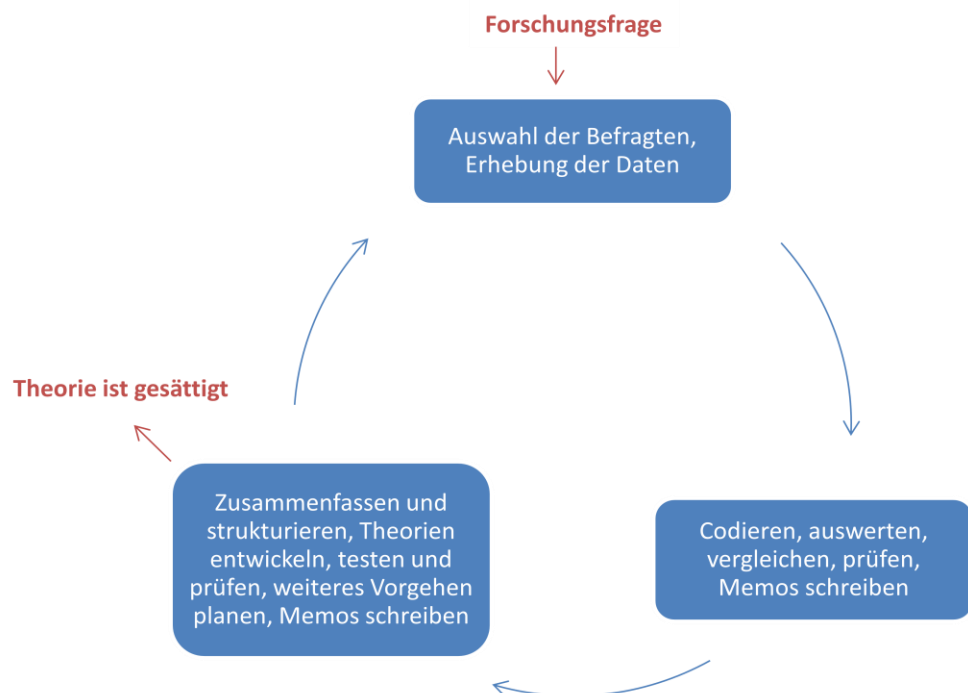 Forschungsfrage
Auswahl der Befragten,
Erhebung der Daten
Theorie ist gesättigt
Zusammenfassen und
strukturieren, Theorien
entwickeln, testen und
prüfen, weiteres Vorgehen
planen, Memos schreiben
Codieren, auswerten,
vergleichen, prüfen,
Memos schreiben